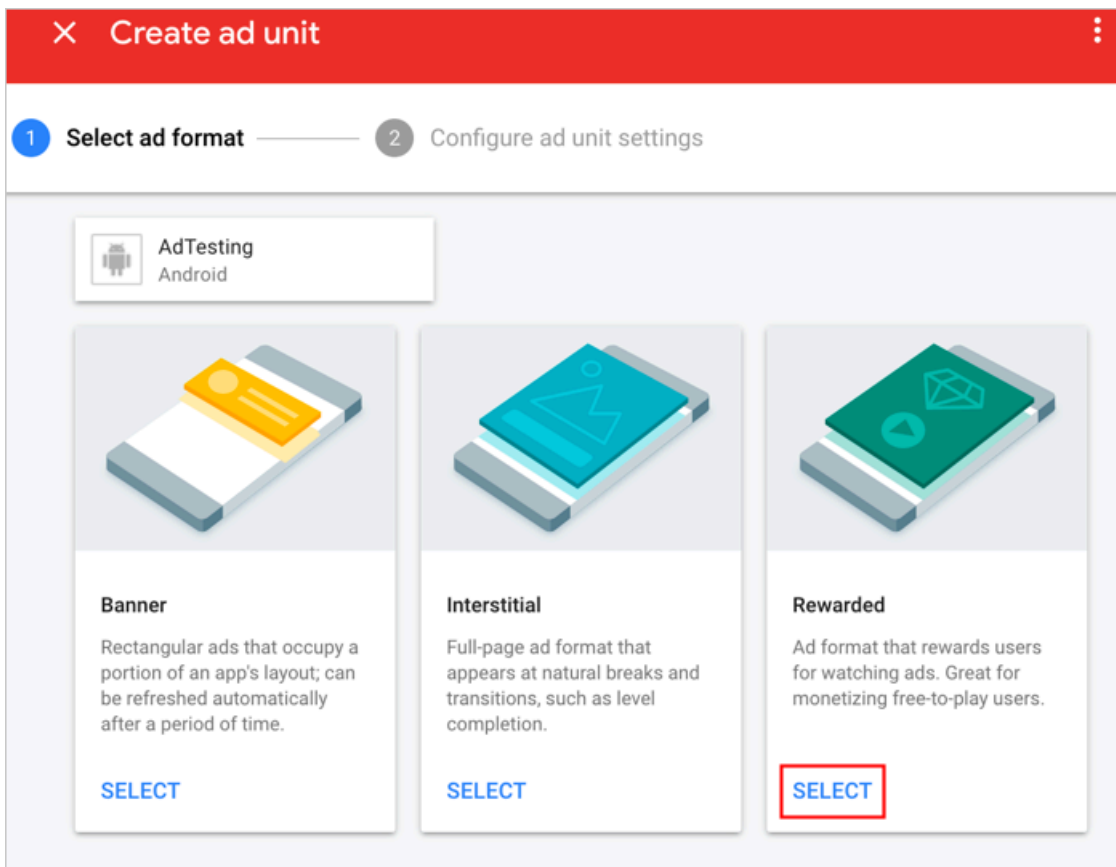 Create ad unit
1 Select ad format 2 Configure ad unit settings
AdTesting
Android
Banner
Rectangular ads that occupy a
portion of an app's layout; can
be refreshed automatically
after a period of time.
SELECT
Interstitial
Full-page ad format that
appears at natural breaks and
transitions, such as level
completion.
SELECT
Rewarded
Ad format that rewards users
for watching ads. Great for
monetizing free-to-play users.
SELECT